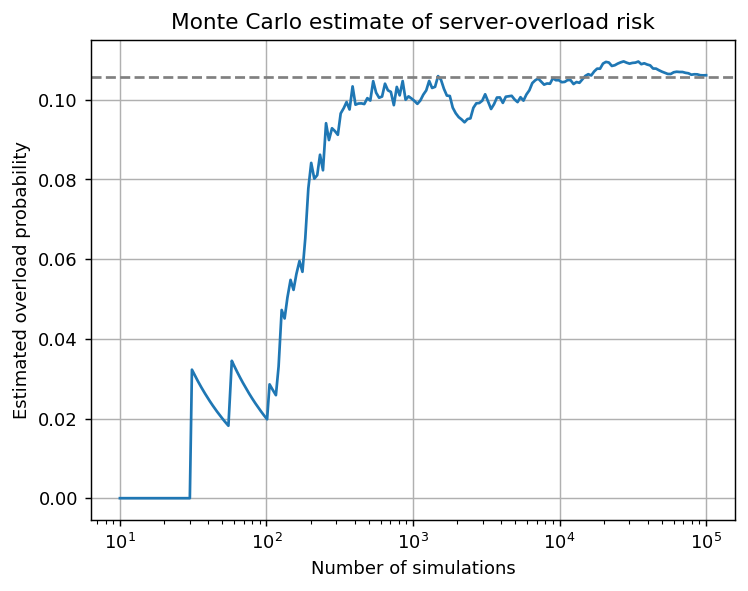 Monte Carlo estimate of server-overload risk
Estimated overload probability
0.10
0.08
0.06
0.04
0.02
0.00
10¹ 10² 10³ 10⁴ 10⁵
Number of simulations